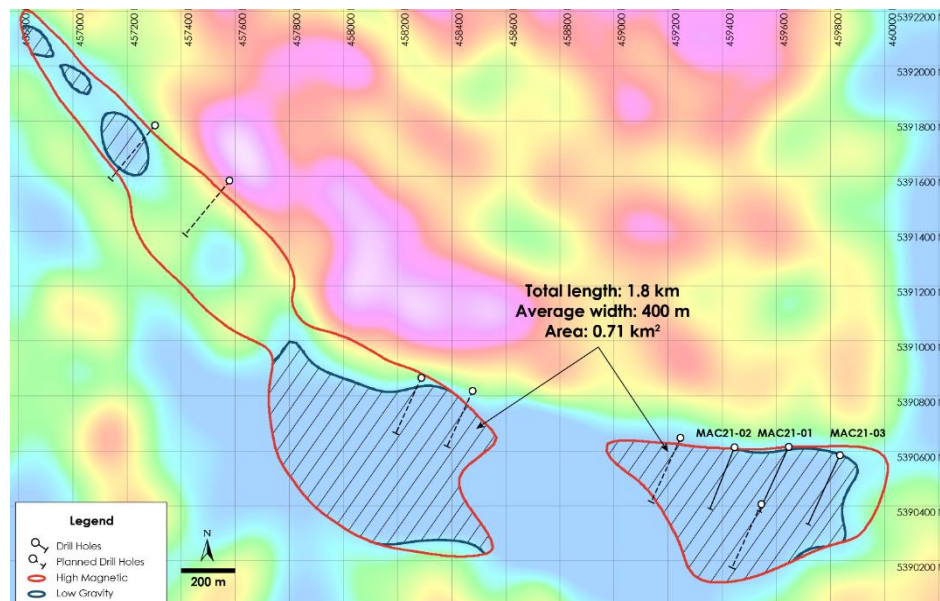 457000
457200
457400
457600
457800
458000
458200
458400
458600
458800
459000
459200
459400
459600
459800
460000
5392200 N
5392000 N
5391800 N
5391600 N
5391400 N
5391200 N
5391000 N
5390800 N
5390600 N
5390400 N
5390200 N
Total length: 1.8 km
Average width: 400 m
Area: 0.71 km²
MAC21-02 MAC21-01 MAC21-03
Legend
Drill Holes
Planned Drill Holes
High Magnetic
Low Gravity
N
200 m